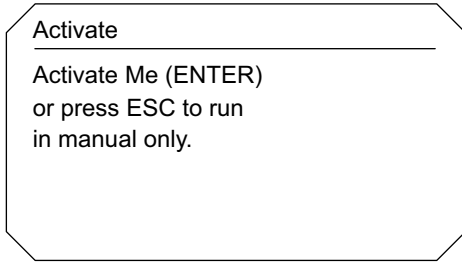 Activate
Activate Me (ENTER)
or press ESC to run
in manual only.